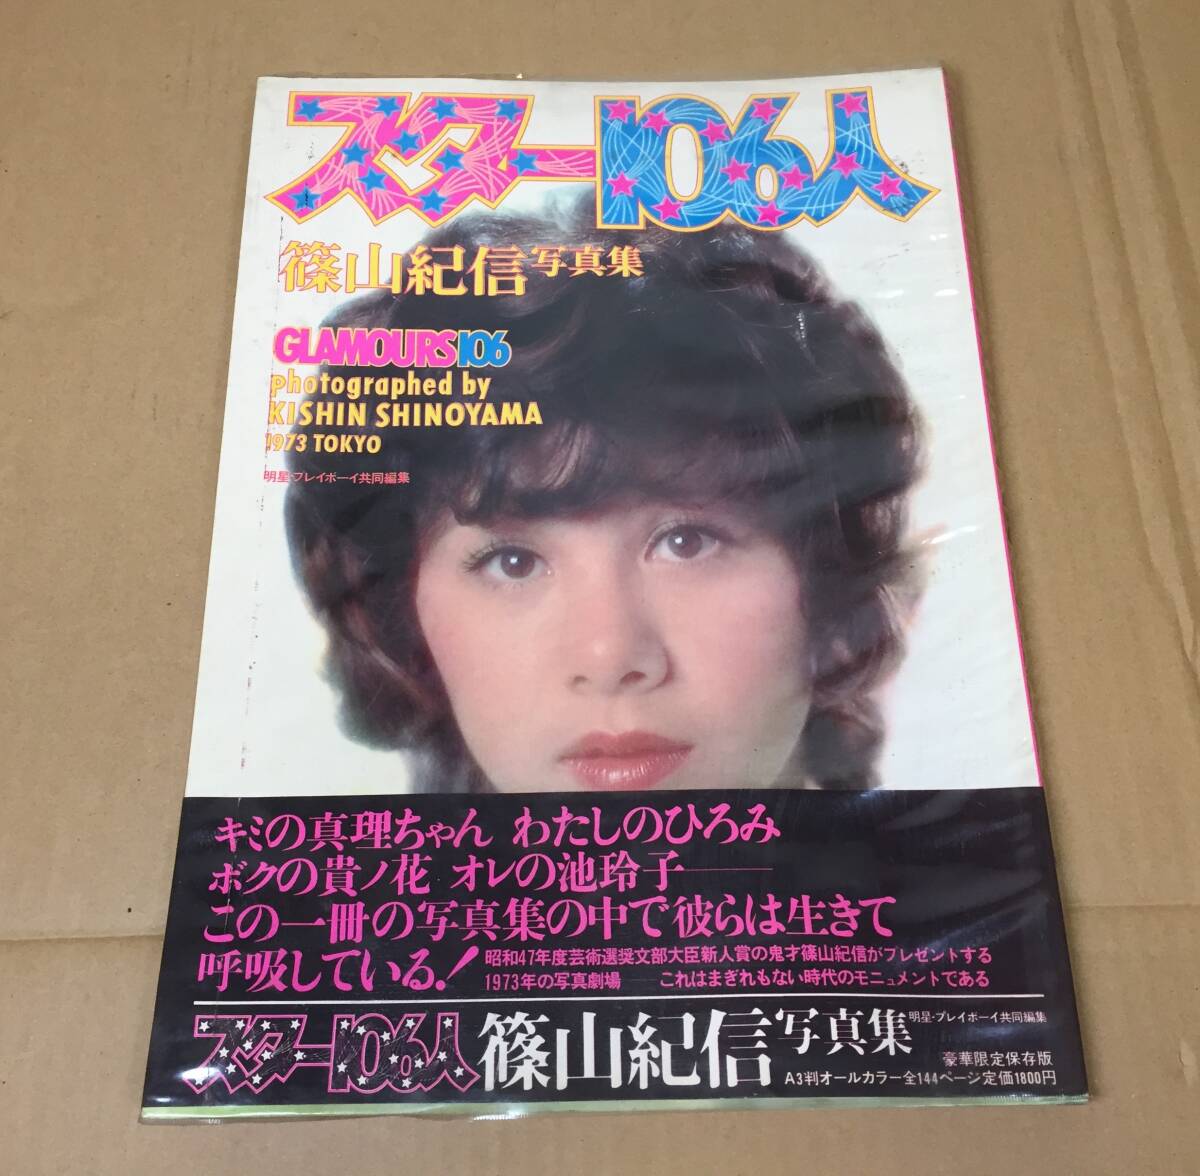 スター106人
篠山紀信写真集
GLAMOURS106
photographed by
KISHIN SHINOYAMA
1973 TOKYO
明星・プレイボーイ共同編集
キミの真理ちゃん わたしのひろみ
ボクの貴ノ花 オレの池玲子――
この一冊の写真集の中で彼らは生きて
呼吸している!
昭和47年度芸術選奨文部大臣新人賞の鬼才篠山紀信がプレゼントする
1973年の写真劇場――これはまぎれもない時代のモニュメントである
スター106人 篠山紀信写真集
明星・プレイボーイ共同編集
豪華限定保存版
A3判オールカラー全144ページ定価1800円